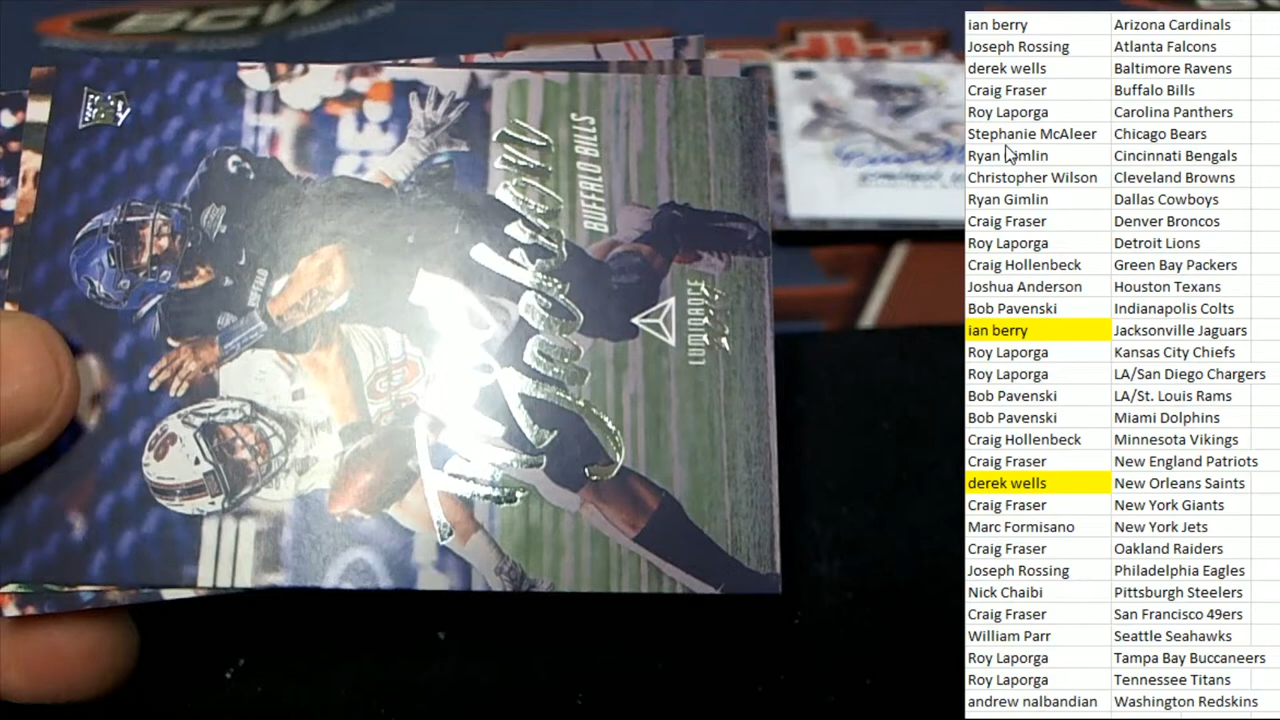 BCW
BUFFALO BILLS
LUMINANCE
BUFFALO
ian berry Arizona Cardinals
Joseph Rossing Atlanta Falcons
derek wells Baltimore Ravens
Craig Fraser Buffalo Bills
Roy Laporga Carolina Panthers
Stephanie McAleer Chicago Bears
Ryan Gimlin Cincinnati Bengals
Christopher Wilson Cleveland Browns
Ryan Gimlin Dallas Cowboys
Craig Fraser Denver Broncos
Roy Laporga Detroit Lions
Craig Hollenbeck Green Bay Packers
Joshua Anderson Houston Texans
Bob Pavenski Indianapolis Colts
ian berry Jacksonville Jaguars
Roy Laporga Kansas City Chiefs
Roy Laporga LA/San Diego Chargers
Bob Pavenski LA/St. Louis Rams
Bob Pavenski Miami Dolphins
Craig Hollenbeck Minnesota Vikings
Craig Fraser New England Patriots
derek wells New Orleans Saints
Craig Fraser New York Giants
Marc Formisano New York Jets
Craig Fraser Oakland Raiders
Joseph Rossing Philadelphia Eagles
Nick Chaibi Pittsburgh Steelers
Craig Fraser San Francisco 49ers
William Parr Seattle Seahawks
Roy Laporga Tampa Bay Buccaneers
Roy Laporga Tennessee Titans
andrew nalbandian Washington Redskins